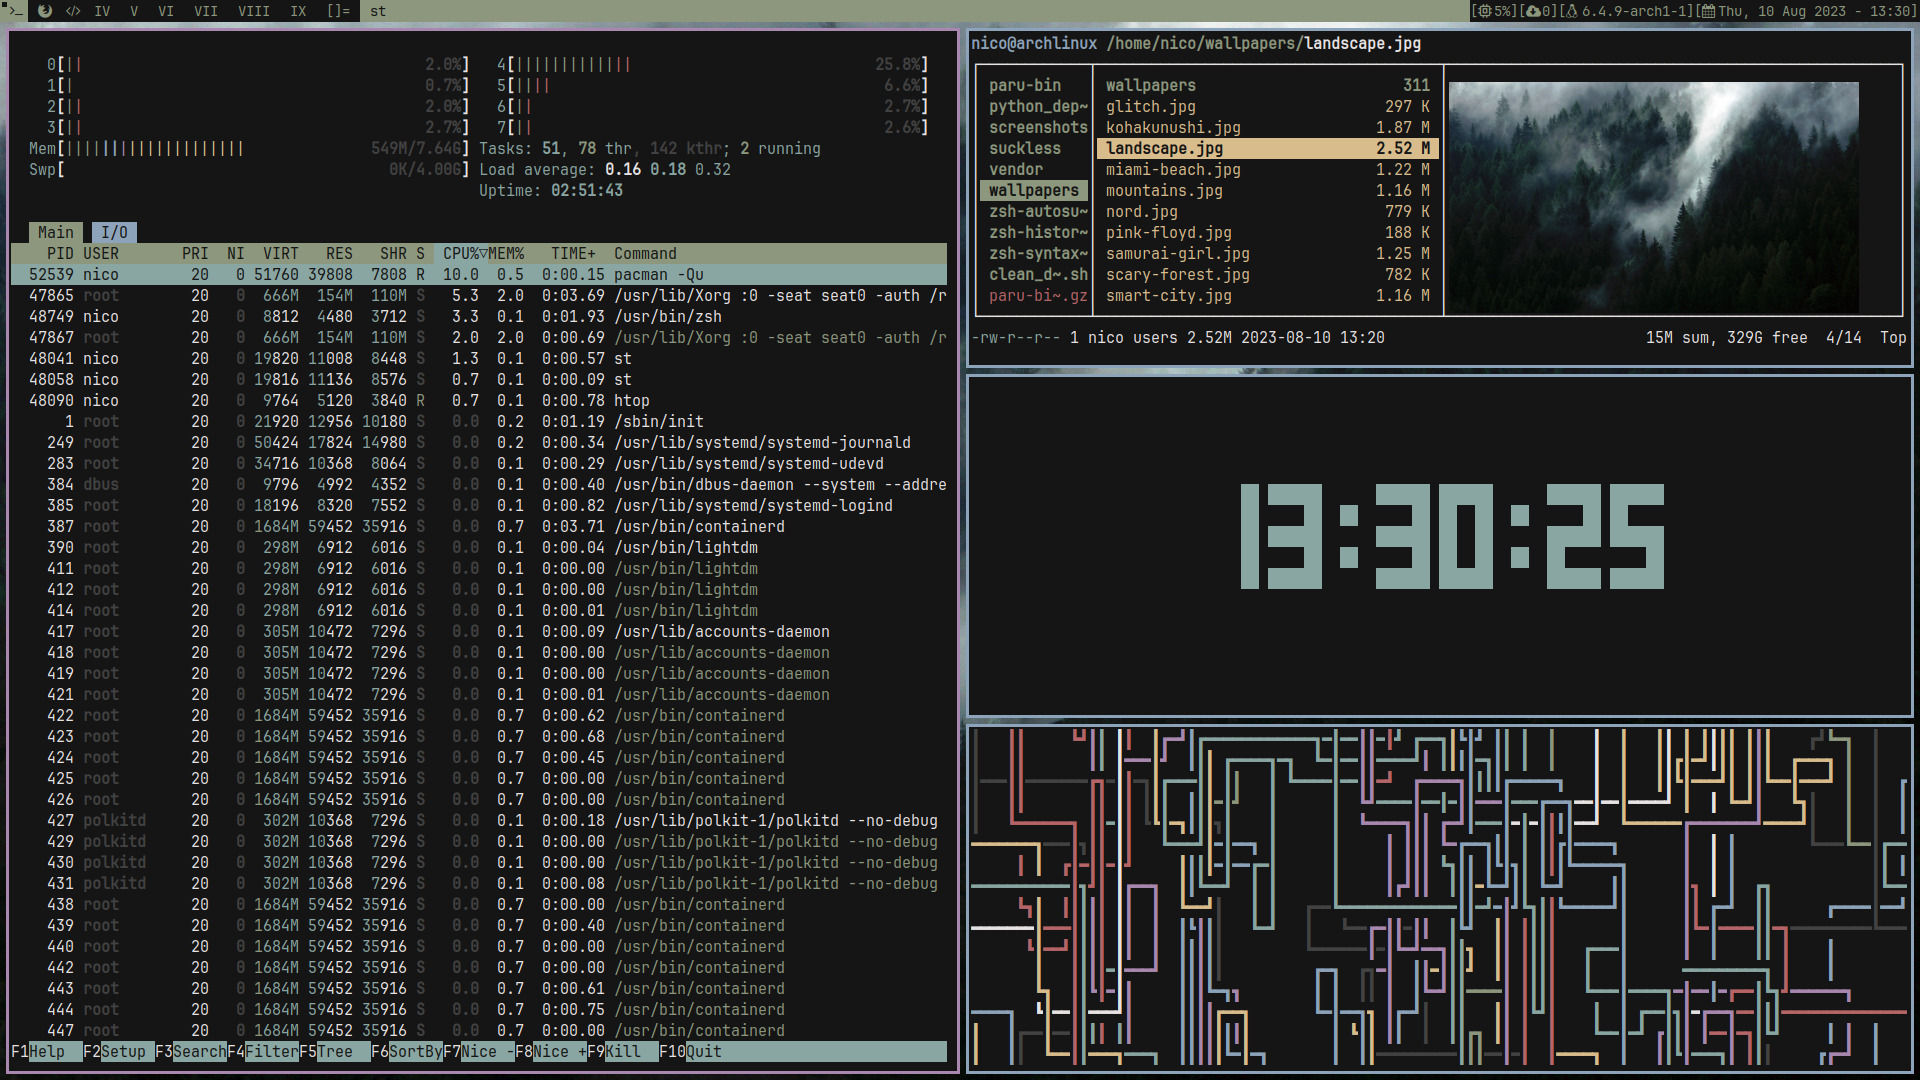 IV V VI VII VIII IX []= st [5%][0][6.4.9-arch1-1][Thu, 10 Aug 2023 - 13:30]
0[|| 2.0%] 4[||||||||||||| 25.8%]
1[| 0.7%] 5[|||| 6.6%]
2[|| 2.0%] 6[|| 2.7%]
3[|| 2.7%] 7[|| 2.6%]
Mem[|||||||||||||||||||| 549M/7.64G] Tasks: 51, 78 thr, 142 kthr; 2 running
Swp[ 0K/4.00G] Load average: 0.16 0.18 0.32
Uptime: 02:51:43
Main I/O
PID USER PRI NI VIRT RES SHR S CPU%▽MEM% TIME+ Command
52539 nico 20 0 51760 39808 7808 R 10.0 0.5 0:00.15 pacman -Qu
47865 root 20 0 666M 154M 110M S 5.3 2.0 0:03.69 /usr/lib/Xorg :0 -seat seat0 -auth /r
48749 nico 20 0 8812 4480 3712 S 3.3 0.1 0:01.93 /usr/bin/zsh
47867 root 20 0 666M 154M 110M S 2.0 2.0 0:00.69 /usr/lib/Xorg :0 -seat seat0 -auth /r
48041 nico 20 0 19820 11008 8448 S 1.3 0.1 0:00.57 st
48058 nico 20 0 19816 11136 8576 S 0.7 0.1 0:00.09 st
48090 nico 20 0 9764 5120 3840 R 0.7 0.1 0:00.78 htop
1 root 20 0 21920 12956 10180 S 0.0 0.2 0:01.19 /sbin/init
249 root 20 0 50424 17824 14980 S 0.0 0.2 0:00.34 /usr/lib/systemd/systemd-journald
283 root 20 0 34716 10368 8064 S 0.0 0.1 0:00.29 /usr/lib/systemd/systemd-udevd
384 dbus 20 0 9796 4992 4352 S 0.0 0.1 0:00.40 /usr/bin/dbus-daemon --system --addre
385 root 20 0 18196 8320 7552 S 0.0 0.1 0:00.82 /usr/lib/systemd/systemd-logind
387 root 20 0 1684M 59452 35916 S 0.0 0.7 0:03.71 /usr/bin/containerd
390 root 20 0 298M 6912 6016 S 0.0 0.1 0:00.04 /usr/bin/lightdm
411 root 20 0 298M 6912 6016 S 0.0 0.1 0:00.00 /usr/bin/lightdm
412 root 20 0 298M 6912 6016 S 0.0 0.1 0:00.00 /usr/bin/lightdm
414 root 20 0 298M 6912 6016 S 0.0 0.1 0:00.01 /usr/bin/lightdm
417 root 20 0 305M 10472 7296 S 0.0 0.1 0:00.09 /usr/lib/accounts-daemon
418 root 20 0 305M 10472 7296 S 0.0 0.1 0:00.00 /usr/lib/accounts-daemon
419 root 20 0 305M 10472 7296 S 0.0 0.1 0:00.00 /usr/lib/accounts-daemon
421 root 20 0 305M 10472 7296 S 0.0 0.1 0:00.01 /usr/lib/accounts-daemon
422 root 20 0 1684M 59452 35916 S 0.0 0.7 0:00.62 /usr/bin/containerd
423 root 20 0 1684M 59452 35916 S 0.0 0.7 0:00.68 /usr/bin/containerd
424 root 20 0 1684M 59452 35916 S 0.0 0.7 0:00.45 /usr/bin/containerd
425 root 20 0 1684M 59452 35916 S 0.0 0.7 0:00.00 /usr/bin/containerd
426 root 20 0 1684M 59452 35916 S 0.0 0.7 0:00.00 /usr/bin/containerd
427 polkitd 20 0 302M 10368 7296 S 0.0 0.1 0:00.18 /usr/lib/polkit-1/polkitd --no-debug
429 polkitd 20 0 302M 10368 7296 S 0.0 0.1 0:00.00 /usr/lib/polkit-1/polkitd --no-debug
430 polkitd 20 0 302M 10368 7296 S 0.0 0.1 0:00.00 /usr/lib/polkit-1/polkitd --no-debug
431 polkitd 20 0 302M 10368 7296 S 0.0 0.1 0:00.08 /usr/lib/polkit-1/polkitd --no-debug
438 root 20 0 1684M 59452 35916 S 0.0 0.7 0:00.00 /usr/bin/containerd
439 root 20 0 1684M 59452 35916 S 0.0 0.7 0:00.40 /usr/bin/containerd
440 root 20 0 1684M 59452 35916 S 0.0 0.7 0:00.00 /usr/bin/containerd
442 root 20 0 1684M 59452 35916 S 0.0 0.7 0:00.00 /usr/bin/containerd
443 root 20 0 1684M 59452 35916 S 0.0 0.7 0:00.61 /usr/bin/containerd
444 root 20 0 1684M 59452 35916 S 0.0 0.7 0:00.75 /usr/bin/containerd
447 root 20 0 1684M 59452 35916 S 0.0 0.7 0:00.00 /usr/bin/containerd
F1Help F2Setup F3SearchF4FilterF5Tree F6SortByF7Nice -F8Nice +F9Kill F10Quit
nico@archlinux /home/nico/wallpapers/landscape.jpg
paru-bin wallpapers 311
python_dep~ glitch.jpg 297 K
screenshots kohakunushi.jpg 1.87 M
suckless landscape.jpg 2.52 M
vendor miami-beach.jpg 1.22 M
wallpapers mountains.jpg 1.16 M
zsh-autosu~ nord.jpg 779 K
zsh-histor~ pink-floyd.jpg 188 K
zsh-syntax~ samurai-girl.jpg 1.25 M
clean_d~.sh scary-forest.jpg 782 K
paru-bi~.gz smart-city.jpg 1.16 M
-rw-r--r-- 1 nico users 2.52M 2023-08-10 13:20 15M sum, 329G free 4/14 Top
13:30:25